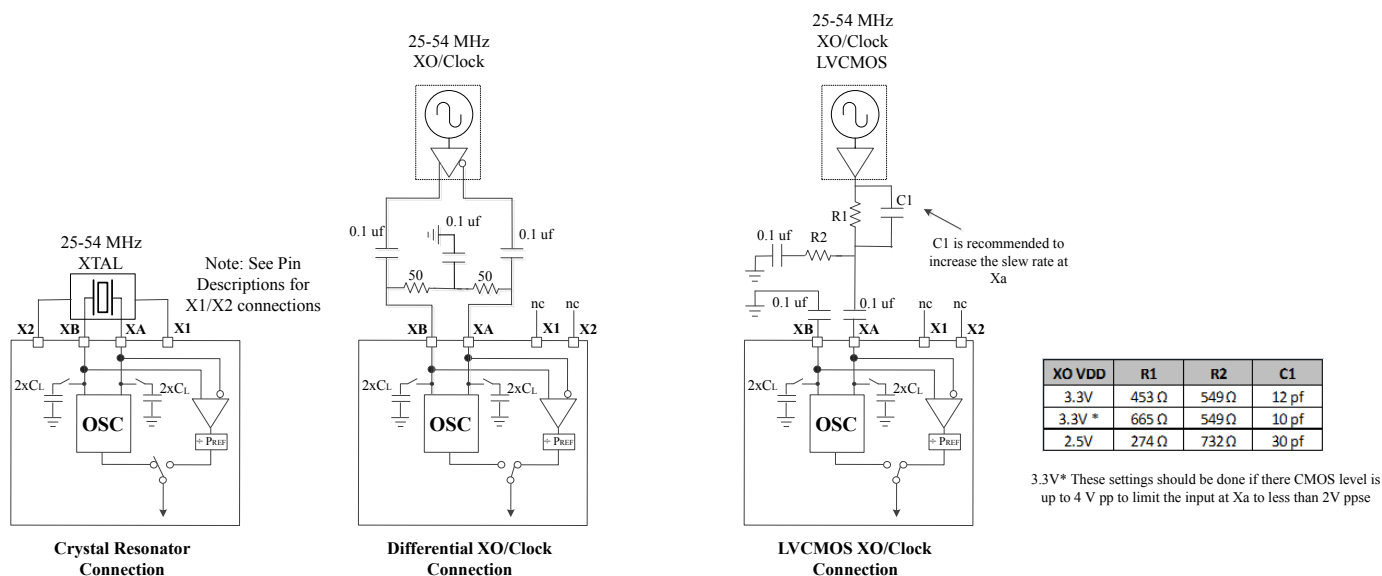 25-54 MHz
XTAL
Note: See Pin
Descriptions for
X1/X2 connections
X2
XB
XA
X1
2xCL
2xCL
OSC
÷ PREF
Crystal Resonator
Connection
25-54 MHz
XO/Clock
0.1 uf
0.1 uf
0.1 uf
50
50
nc
nc
XB
XA
X1
X2
2xCL
2xCL
OSC
÷ PREF
Differential XO/Clock
Connection
25-54 MHz
XO/Clock
LVCMOS
C1
R1
0.1 uf
R2
C1 is recommended to
increase the slew rate at
Xa
0.1 uf
0.1 uf
nc
nc
XB
XA
X1
X2
2xCL
2xCL
OSC
÷ PREF
LVCMOS XO/Clock
Connection
XO VDD R1 R2 C1
3.3V 453 Ω 549 Ω 12 pf
3.3V * 665 Ω 549 Ω 10 pf
2.5V 274 Ω 732 Ω 30 pf
3.3V* These settings should be done if there CMOS level is
up to 4 V pp to limit the input at Xa to less than 2V ppse